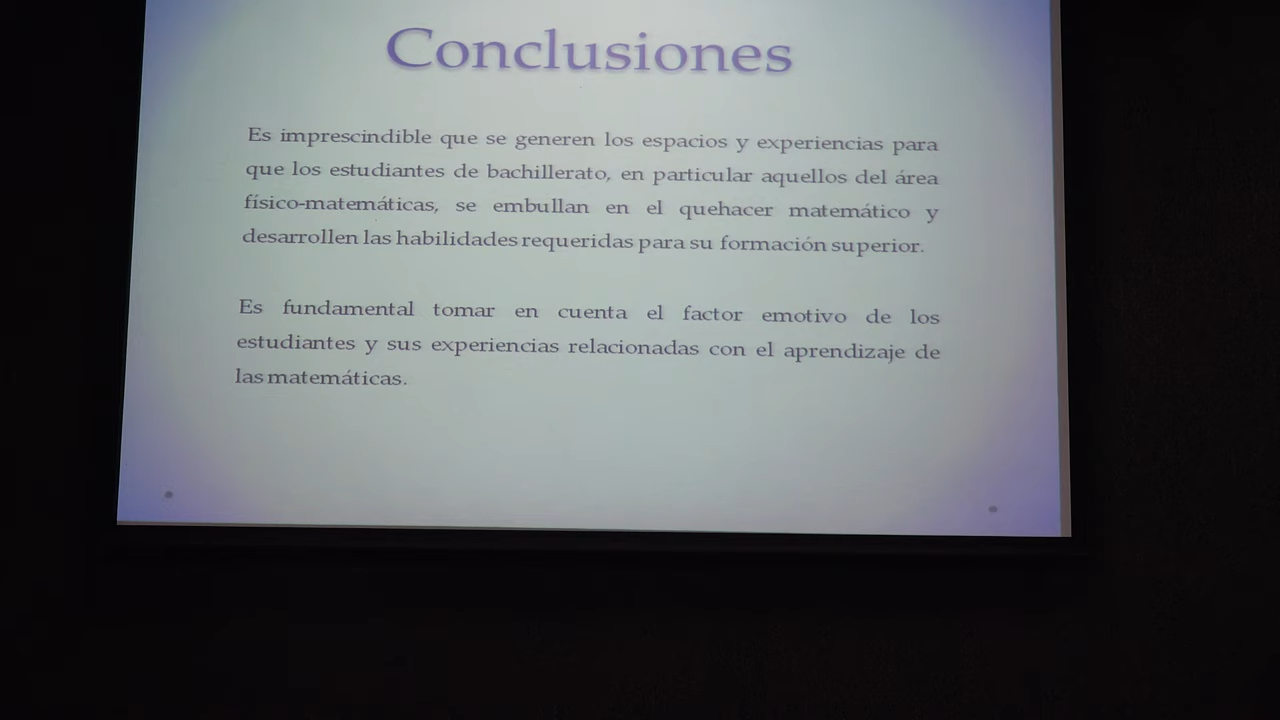 Conclusiones
Es imprescindible que se generen los espacios y experiencias para
que los estudiantes de bachillerato, en particular aquellos del área
físico-matemáticas, se embullan en el quehacer matemático y
desarrollen las habilidades requeridas para su formación superior.
Es fundamental tomar en cuenta el factor emotivo de los
estudiantes y sus experiencias relacionadas con el aprendizaje de
las matemáticas.